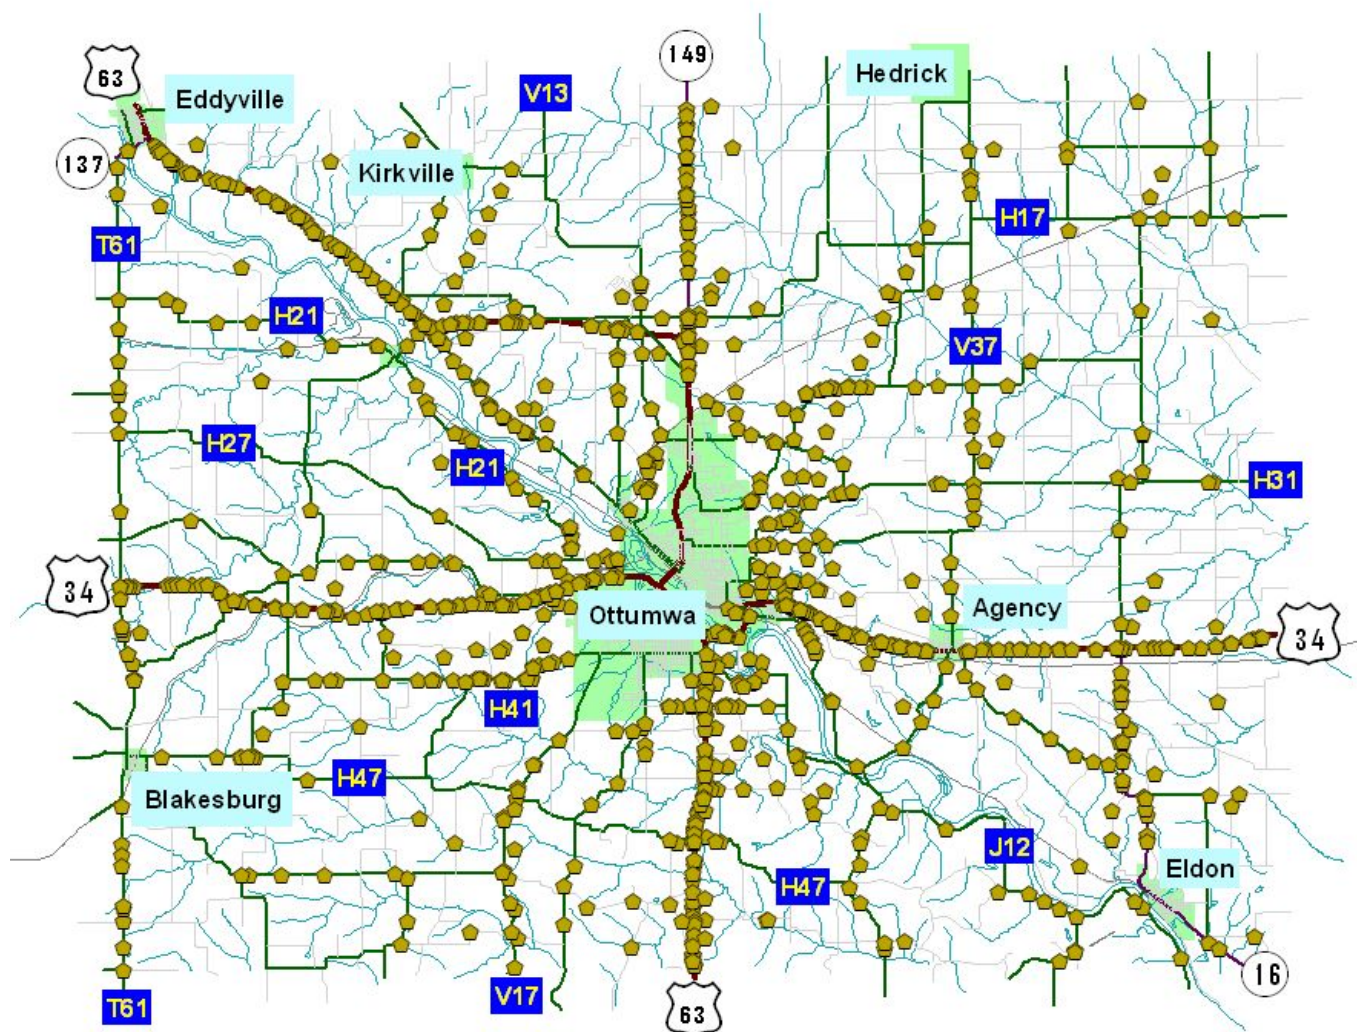 149
63
Hedrick
Eddyville
V13
137
Kirkville
H17
T61
H21
V37
H27
H21
H31
34
Ottumwa
Agency
34
H41
H47
Blakesburg
J12
Eldon
H47
16
V17
T61
63